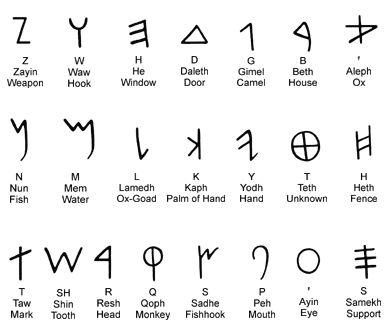 𐤀 𐤁 𐤂 𐤃 𐤄 𐤅 𐤆
Z W H D G B '
Zayin Waw He Daleth Gimel Beth Aleph
Weapon Hook Window Door Camel House Ox
𐤇 𐤈 𐤉 𐤊 𐤋 𐤌 𐤍
N M L K Y T H
Nun Mem Lamedh Kaph Yodh Teth Heth
Fish Water Ox-Goad Palm of Hand Hand Unknown Fence
𐤎 𐤏 𐤐 𐤑 𐤒 𐤓 𐤔 𐤕
T SH R Q S P ' S
Taw Shin Resh Qoph Sadhe Peh Ayin Samekh
Mark Tooth Head Monkey Fishhook Mouth Eye Support